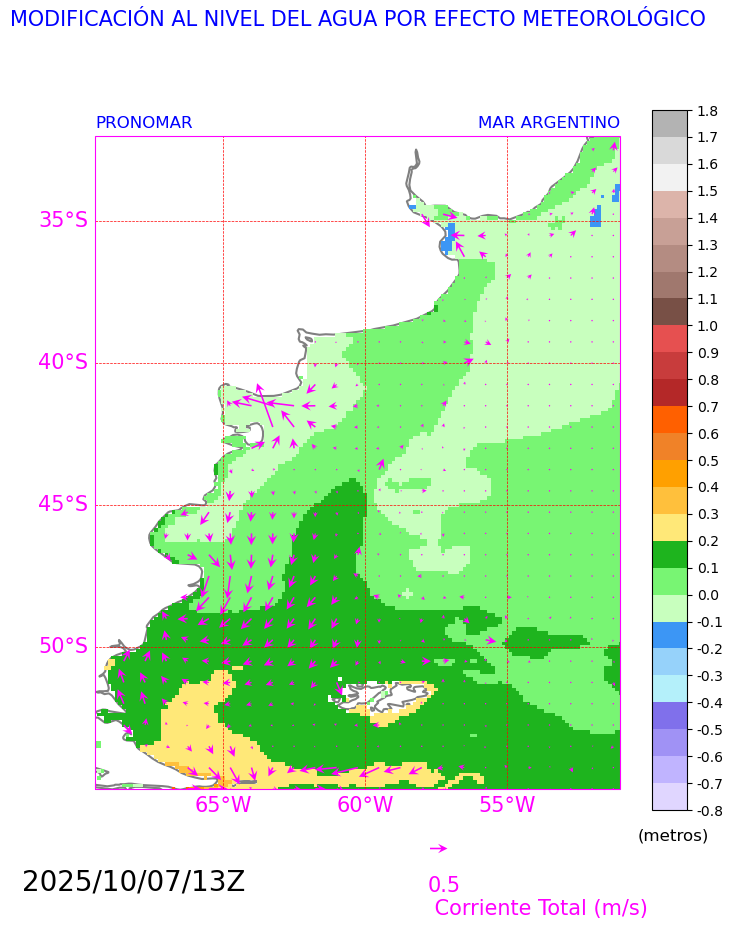 MODIFICACIÓN AL NIVEL DEL AGUA POR EFECTO METEOROLÓGICO
PRONOMAR MAR ARGENTINO
35°S
40°S
45°S
50°S
65°W 60°W 55°W
1.8
1.7
1.6
1.5
1.4
1.3
1.2
1.1
1.0
0.9
0.8
0.7
0.6
0.5
0.4
0.3
0.2
0.1
0.0
-0.1
-0.2
-0.3
-0.4
-0.5
-0.6
-0.7
-0.8
(metros)
2025/10/07/13Z
0.5
Corriente Total (m/s)